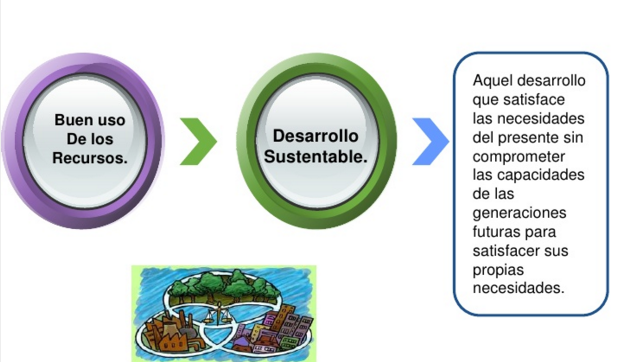 Buen uso
De los
Recursos.
Desarrollo
Sustentable.
Aquel desarrollo
que satisface
las necesidades
del presente sin
comprometer
las capacidades
de las
generaciones
futuras para
satisfacer sus
propias
necesidades.